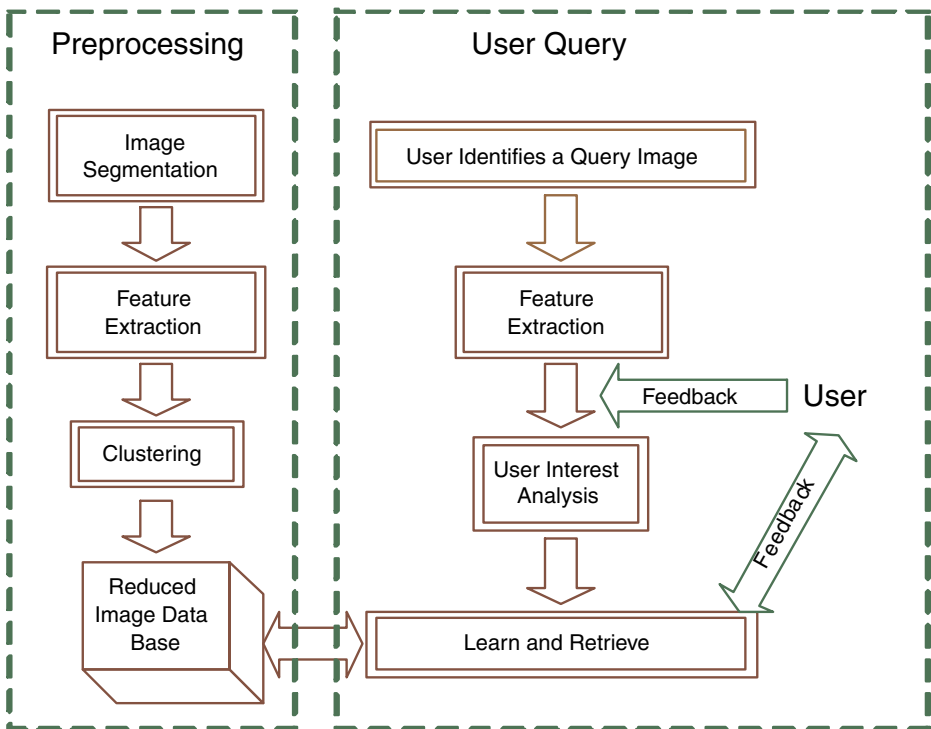 Preprocessing
Image
Segmentation
Feature
Extraction
Clustering
Reduced
Image Data
Base
User Query
User Identifies a Query Image
Feature
Extraction
Feedback
User
User Interest
Analysis
Feedback
Learn and Retrieve